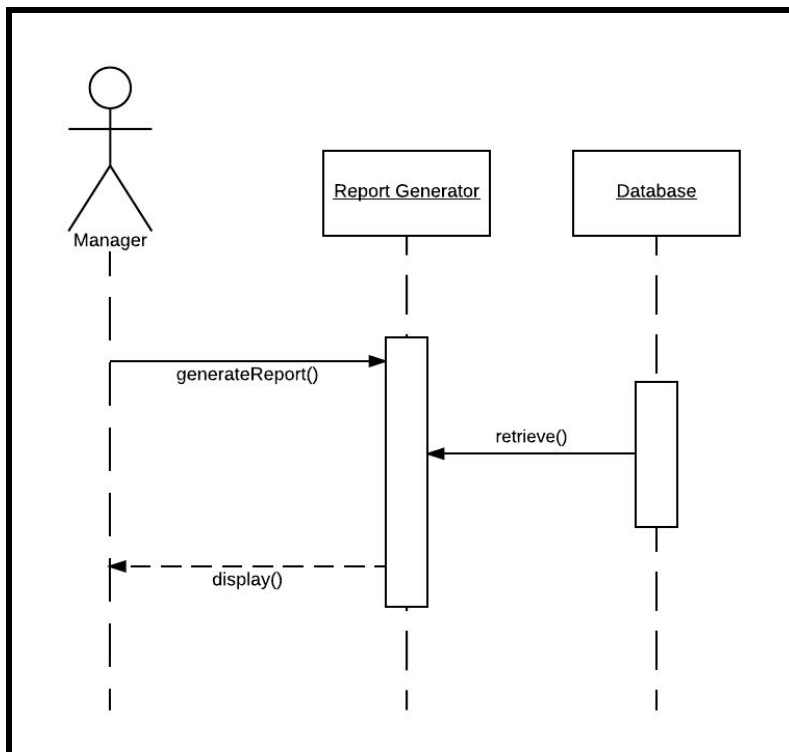 Report Generator
Database
Manager
generateReport()
retrieve()
display()